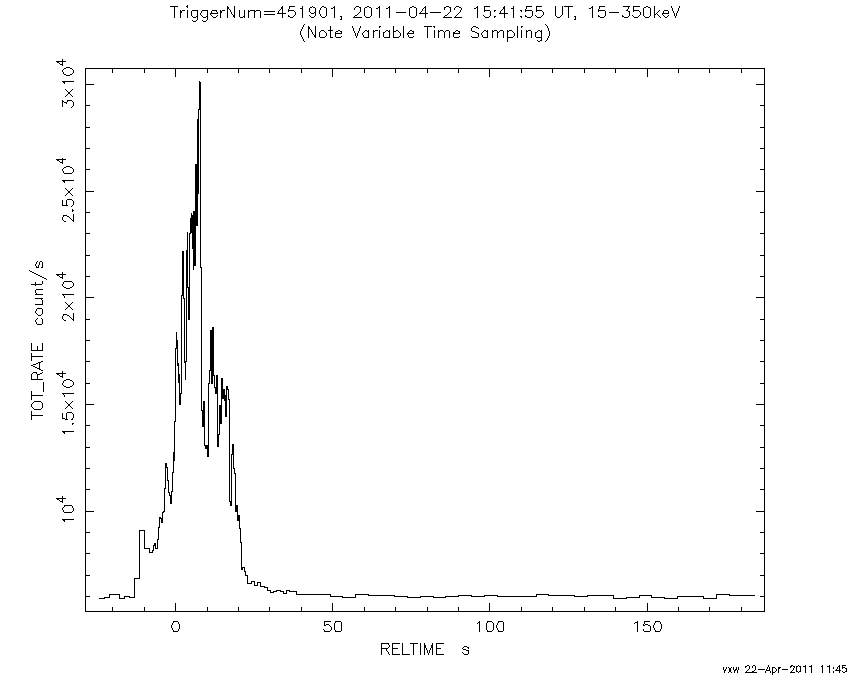 TriggerNum=451901, 2011-04-22 15:41:55 UT, 15-350keV
(Note Variable Time Sampling)
3×10⁴
2.5×10⁴
2×10⁴
1.5×10⁴
10⁴
TOT_RATE count/s
0 50 100 150
RELTIME s
vxw 22-Apr-2011 11:45